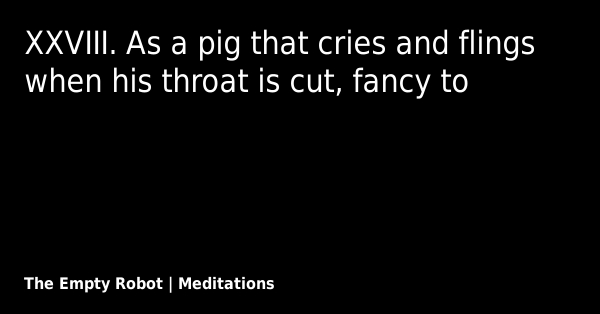 XXVIII. As a pig that cries and flings
when his throat is cut, fancy to
The Empty Robot | Meditations